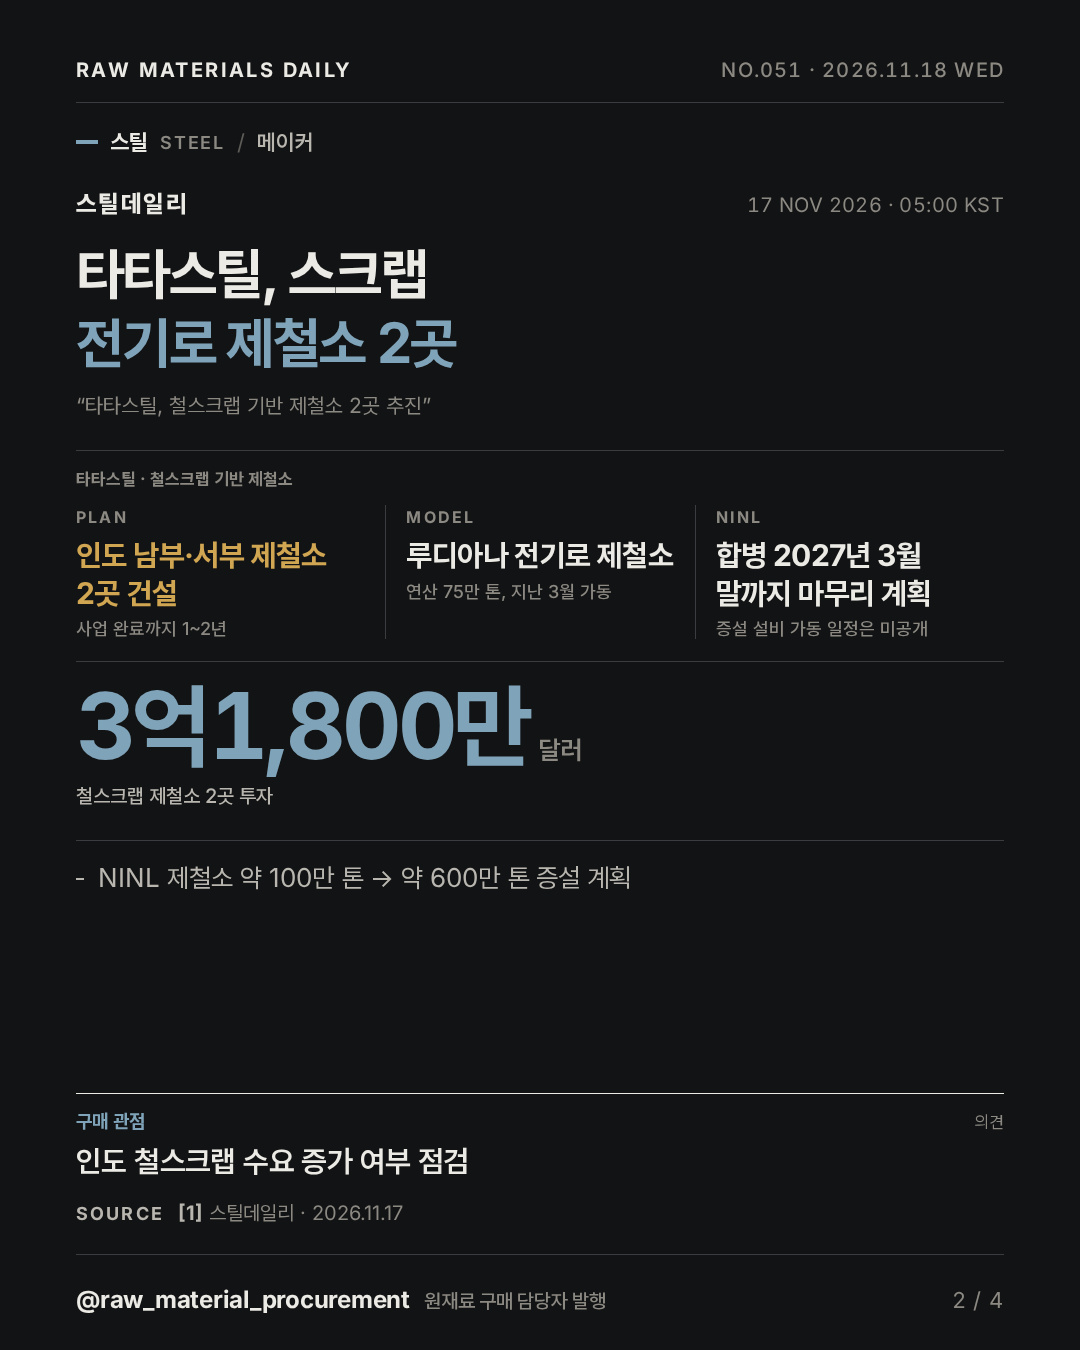 RAW MATERIALS DAILY
NO.051 · 2026.11.18 WED
스틸 STEEL / 메이커
스틸데일리
17 NOV 2026 · 05:00 KST
타타스틸, 스크랩
전기로 제철소 2곳
“타타스틸, 철스크랩 기반 제철소 2곳 추진”
타타스틸 · 철스크랩 기반 제철소
PLAN
인도 남부·서부 제철소
2곳 건설
사업 완료까지 1~2년
MODEL
루디아나 전기로 제철소
연산 75만 톤, 지난 3월 가동
NINL
합병 2027년 3월
말까지 마무리 계획
증설 설비 가동 일정은 미공개
3억1,800만 달러
철스크랩 제철소 2곳 투자
- NINL 제철소 약 100만 톤 → 약 600만 톤 증설 계획
구매 관점
의견
인도 철스크랩 수요 증가 여부 점검
SOURCE [1] 스틸데일리 · 2026.11.17
@raw_material_procurement 원재료 구매 담당자 발행
2 / 4